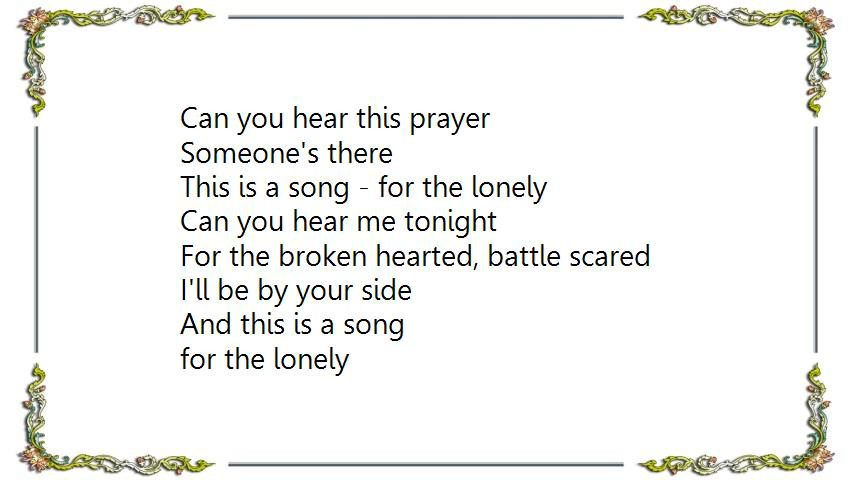 Can you hear this prayer
Someone's there
This is a song - for the lonely
Can you hear me tonight
For the broken hearted, battle scared
I'll be by your side
And this is a song
for the lonely